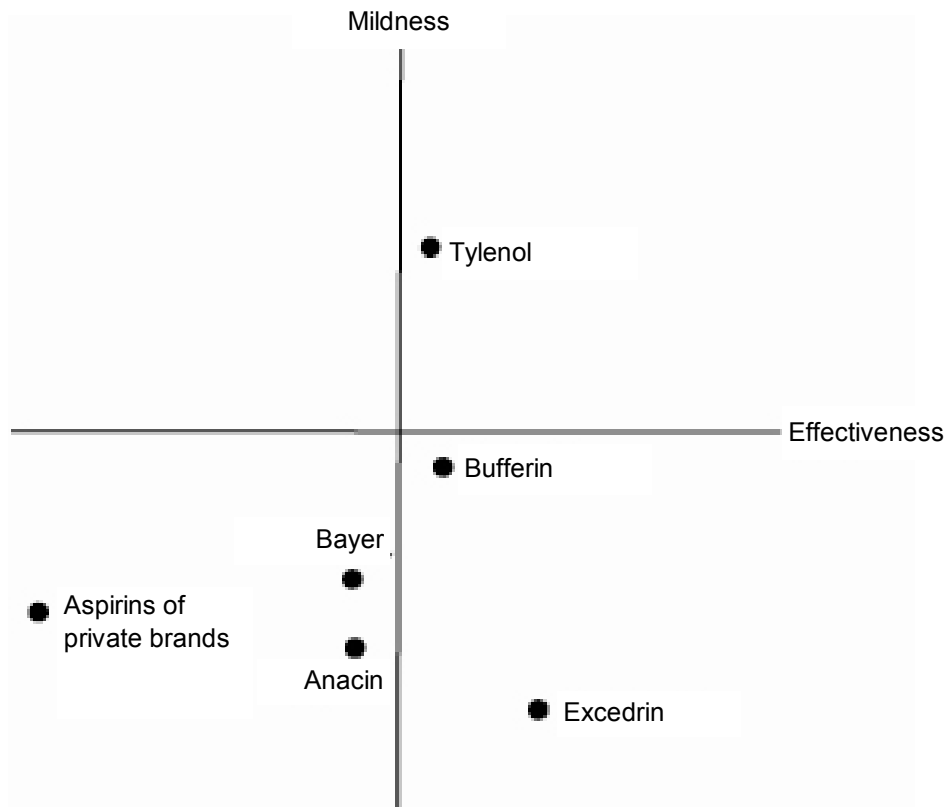 Mildness
Tylenol
Effectiveness
Bufferin
Bayer
Aspirins of
private brands
Anacin
Excedrin